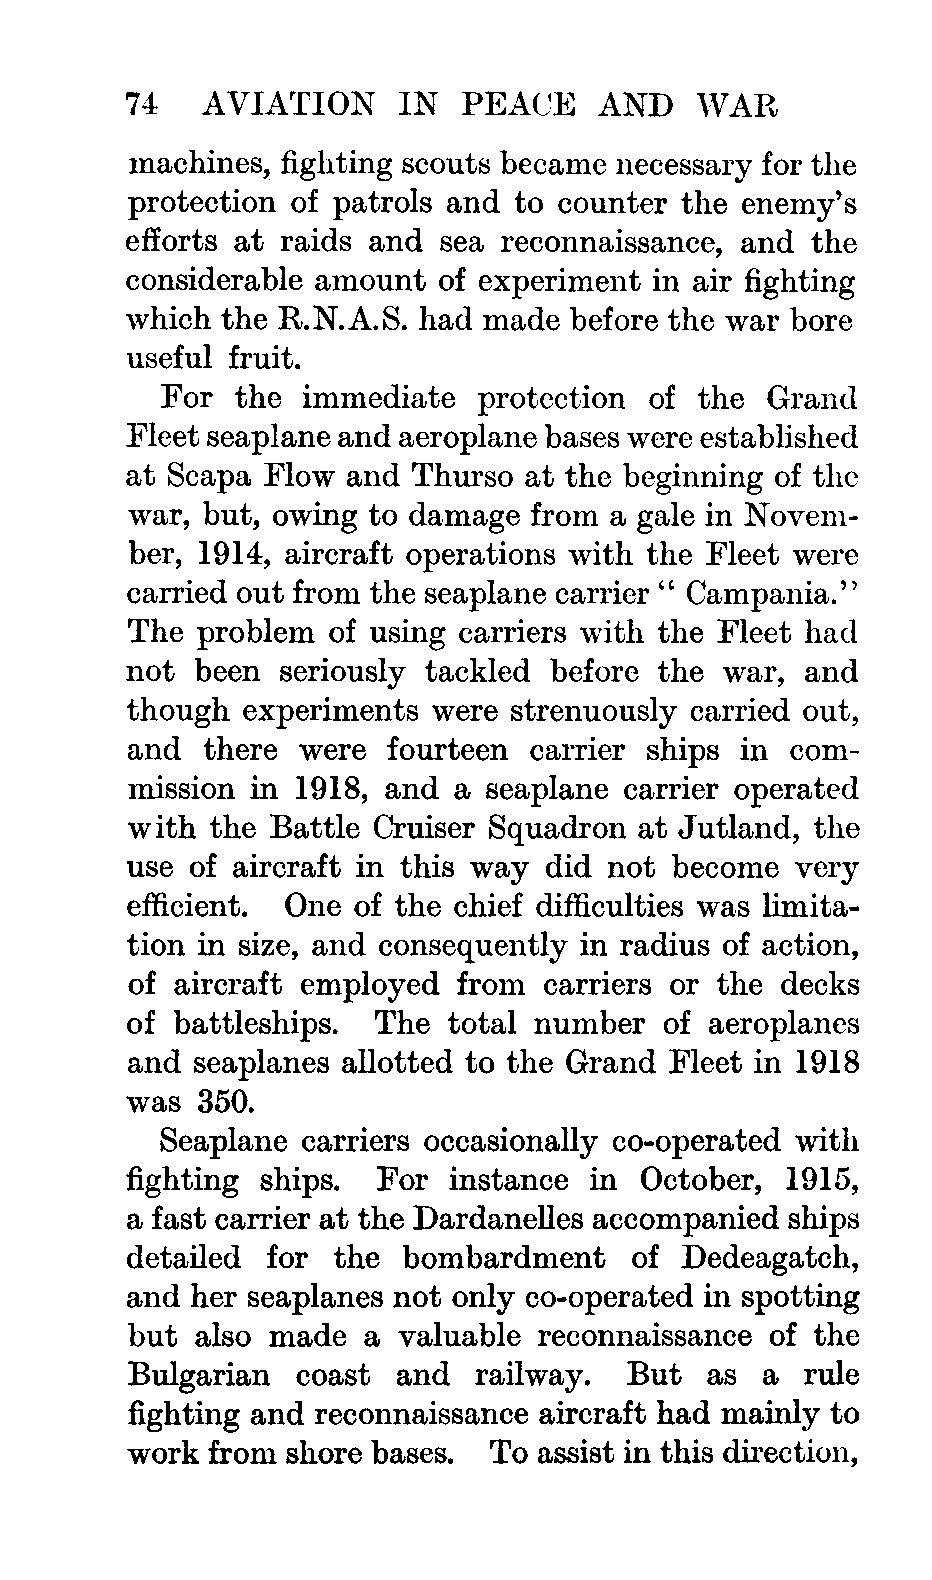 74 AVIATION IN PEACE AND WAR
machines, fighting scouts became necessary for the
protection of patrols and to counter the enemy's
efforts at raids and sea reconnaissance, and the
considerable amount of experiment in air fighting
which the R.N.A.S. had made before the war bore
useful fruit.
For the immediate protection of the Grand
Fleet seaplane and aeroplane bases were established
at Scapa Flow and Thurso at the beginning of the
war, but, owing to damage from a gale in Novem-
ber, 1914, aircraft operations with the Fleet were
carried out from the seaplane carrier “ Campania.”
The problem of using carriers with the Fleet had
not been seriously tackled before the war, and
though experiments were strenuously carried out,
and there were fourteen carrier ships in com-
mission in 1918, and a seaplane carrier operated
with the Battle Cruiser Squadron at Jutland, the
use of aircraft in this way did not become very
efficient. One of the chief difficulties was limita-
tion in size, and consequently in radius of action,
of aircraft employed from carriers or the decks
of battleships. The total number of aeroplanes
and seaplanes allotted to the Grand Fleet in 1918
was 350.
Seaplane carriers occasionally co-operated with
fighting ships. For instance in October, 1915,
a fast carrier at the Dardanelles accompanied ships
detailed for the bombardment of Dedeagatch,
and her seaplanes not only co-operated in spotting
but also made a valuable reconnaissance of the
Bulgarian coast and railway. But as a rule
fighting and reconnaissance aircraft had mainly to
work from shore bases. To assist in this direction,